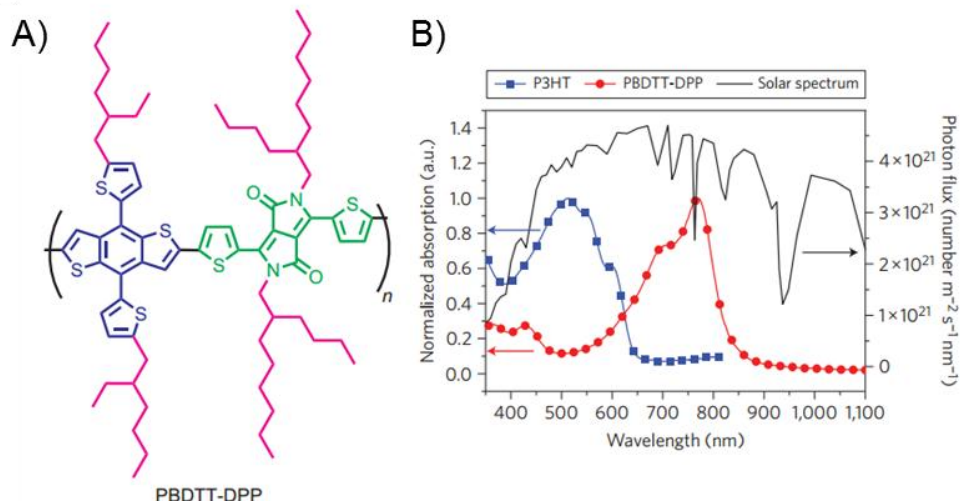 A)
S
S
S
S
S
O
N
N
O
S
n
PBDTT-DPP
B)
P3HT PBDTT-DPP Solar spectrum
1.4
1.2
1.0
0.8
0.6
0.4
0.2
0.0
Normalized absorption (a.u.)
4×10²¹
3×10²¹
2×10²¹
1×10²¹
0
Photon flux (number m⁻² s⁻¹ nm⁻¹)
400 500 600 700 800 900 1,000 1,100
Wavelength (nm)